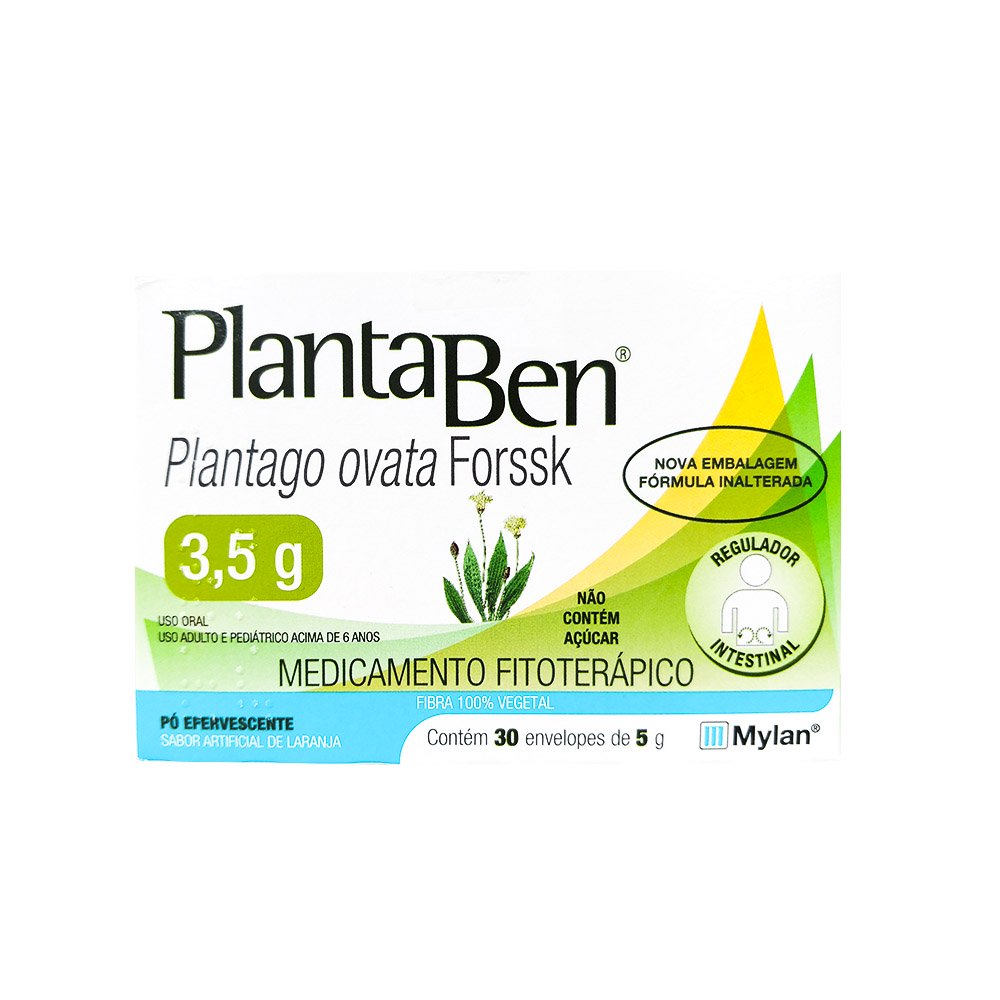 PlantaBen®
Plantago ovata Forssk
NOVA EMBALAGEM
FÓRMULA INALTERADA
3,5 g
REGULADOR
INTESTINAL
NÃO
CONTÉM
AÇÚCAR
USO ORAL
USO ADULTO E PEDIÁTRICO ACIMA DE 6 ANOS
MEDICAMENTO FITOTERÁPICO
FIBRA 100% VEGETAL
PÓ EFERVESCENTE
SABOR ARTIFICIAL DE LARANJA
Contém 30 envelopes de 5 g
Mylan®